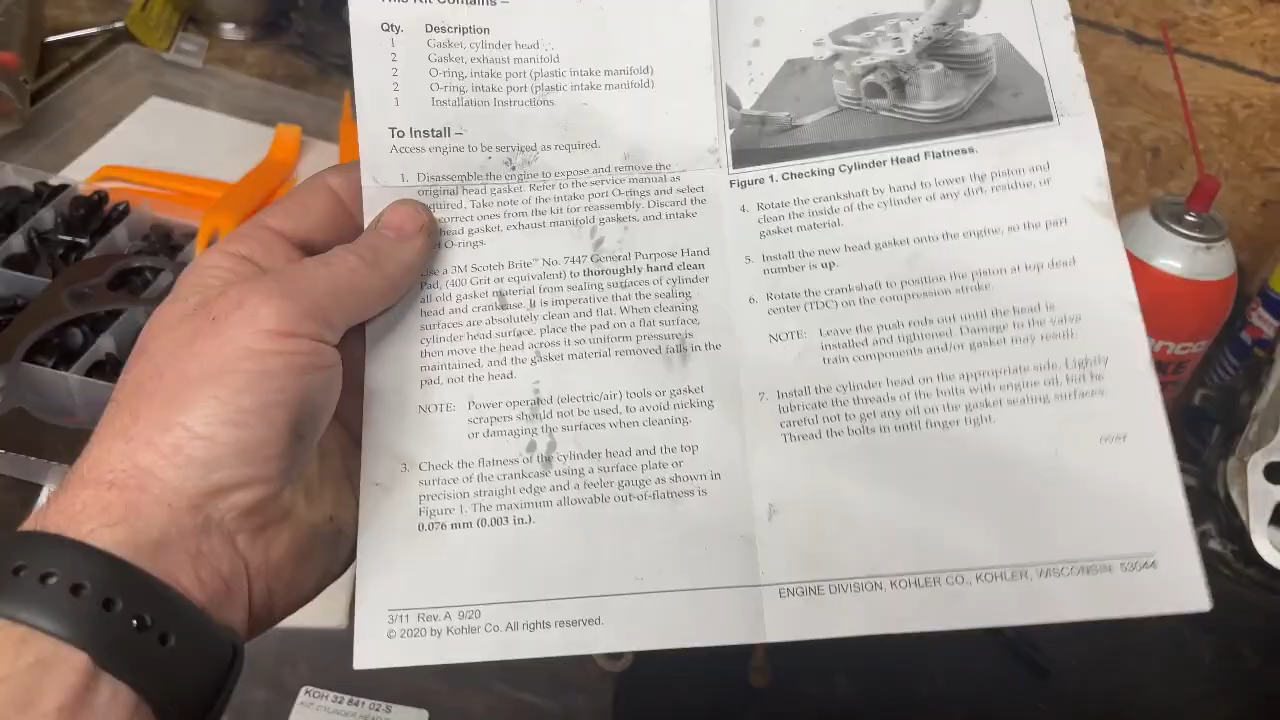 This Kit Contains –
Qty. Description
1 Gasket, cylinder head
2 Gasket, exhaust manifold
2 O-ring, intake port (plastic intake manifold)
2 O-ring, intake port (plastic intake manifold)
1 Installation Instructions
To Install –
Access engine to be serviced as required.
1. Disassemble the engine to expose and remove the
original head gasket. Refer to the service manual as
Take note of the intake port O-rings and select
correct ones from the kit for reassembly. Discard the
head gasket, exhaust manifold gaskets, and intake
O-rings.
a 3M Scotch Brite™ No. 7447 General Purpose Hand
Pad, (400 Grit or equivalent) to thoroughly hand clean
all old gasket material from sealing surfaces of cylinder
head and crankcase. It is imperative that the sealing
surfaces are absolutely clean and flat. When cleaning
cylinder head surface, place the pad on a flat surface,
then move the head across it so uniform pressure is
maintained, and the gasket material removed falls in the
pad, not the head.
NOTE: Power operated (electric/air) tools or gasket
scrapers should not be used, to avoid nicking
or damaging the surfaces when cleaning.
3. Check the flatness of the cylinder head and the top
surface of the crankcase using a surface plate or
precision straight edge and a feeler gauge as shown in
Figure 1. The maximum allowable out-of-flatness is
0.076 mm (0.003 in.).
Figure 1. Checking Cylinder Head Flatness.
4. Rotate the crankshaft by hand to lower the piston and
clean the inside of the cylinder of any dirt, residue, or
gasket material.
5. Install the new head gasket onto the engine, so the part
number is up.
6. Rotate the crankshaft to position the piston at top dead
center (TDC) on the compression stroke.
NOTE: Leave the push rods out until the head is
installed and tightened. Damage to the valve
train components and/or gasket may result.
7. Install the cylinder head on the appropriate side. Lightly
lubricate the threads of the bolts with engine oil, but be
careful not to get any oil on the gasket sealing surfaces.
Thread the bolts in until finger tight.
3/11 Rev. A 9/20
© 2020 by Kohler Co. All rights reserved.
ENGINE DIVISION, KOHLER CO., KOHLER, WISCONSIN 53044
KOH 32 841 02-S
KIT, CYLINDER HEAD